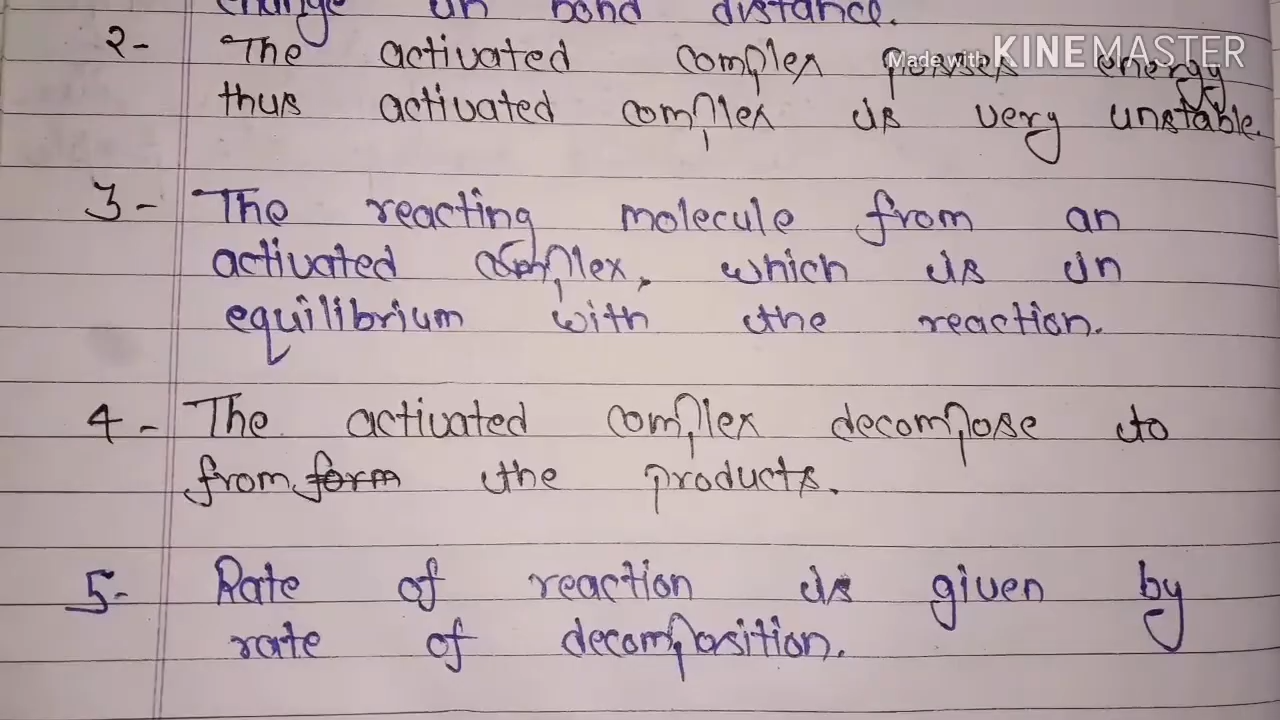 change in bond distance.
Made with KINEMASTER
2- The activated complex posses energy
thus activated complex is very unstable.
3- The reacting molecule from an
activated complex, which is in
equilibrium with the reaction.
4- The activated complex decompose to
from form the products.
5- Rate of reaction is given by
rate of decomposition.